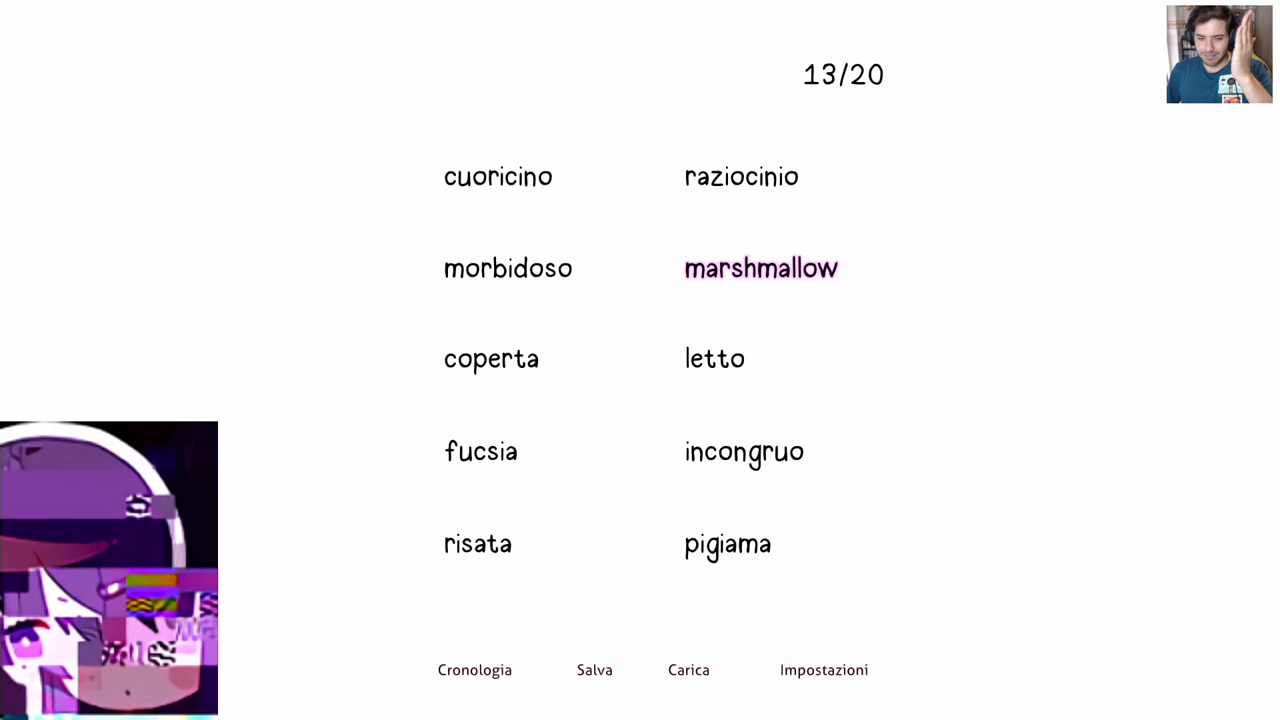 13/20
cuoricino raziocinio
morbidoso marshmallow
coperta letto
fucsia incongruo
risata pigiama
Cronologia Salva Carica Impostazioni